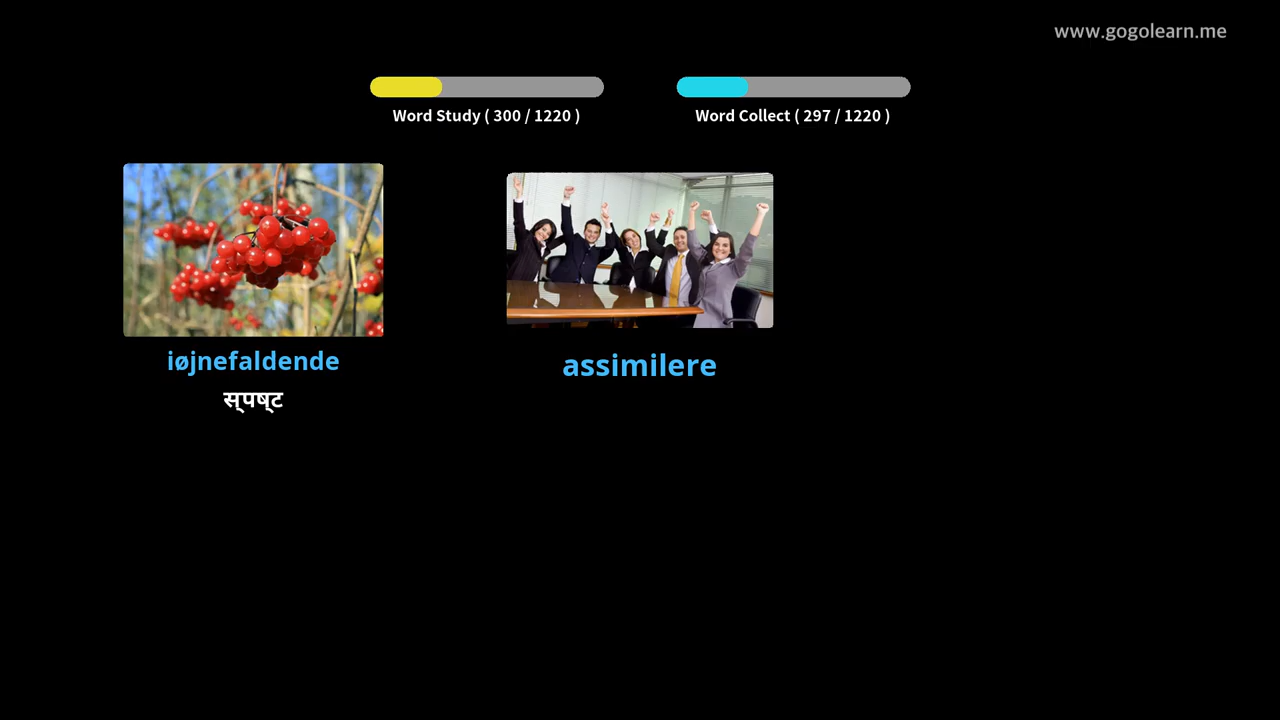 www.gogolearn.me
Word Study ( 300 / 1220 )
Word Collect ( 297 / 1220 )
iøjnefaldende
assimilere
स्पष्ट